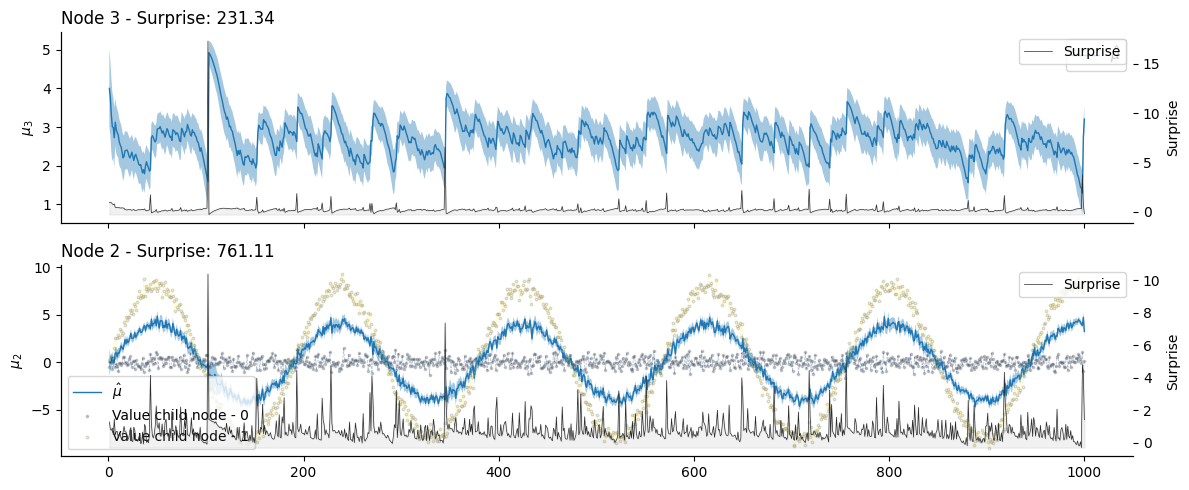 Node 3 - Surprise: 231.34
5
4
3
2
1
μ3
Surprise
15
10
5
0
Surprise
Node 2 - Surprise: 761.11
10
5
0
−5
μ2
Surprise
μ̂
Value child node - 0
Value child node - 1
10
8
6
4
2
0
Surprise
0
200
400
600
800
1000